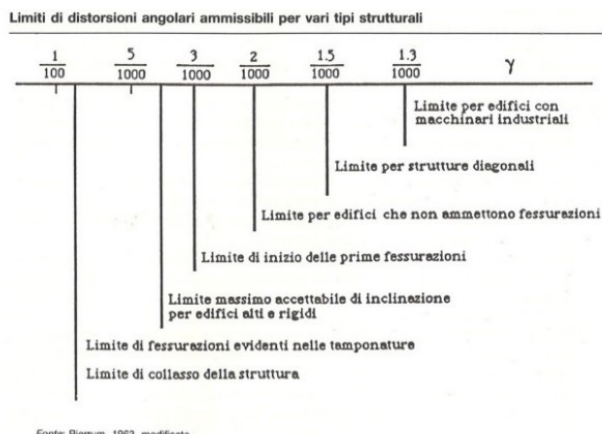 Limiti di distorsioni angolari ammissibili per vari tipi strutturali
1/100 5/1000 3/1000 2/1000 1.5/1000 1.3/1000 γ
Limite per edifici con
macchinari industriali
Limite per strutture diagonali
Limite per edifici che non ammettono fessurazioni
Limite di inizio delle prime fessurazioni
Limite massimo accettabile di inclinazione
per edifici alti e rigidi
Limite di fessurazioni evidenti nelle tamponature
Limite di collasso della struttura
Fonte: 1963, modificato